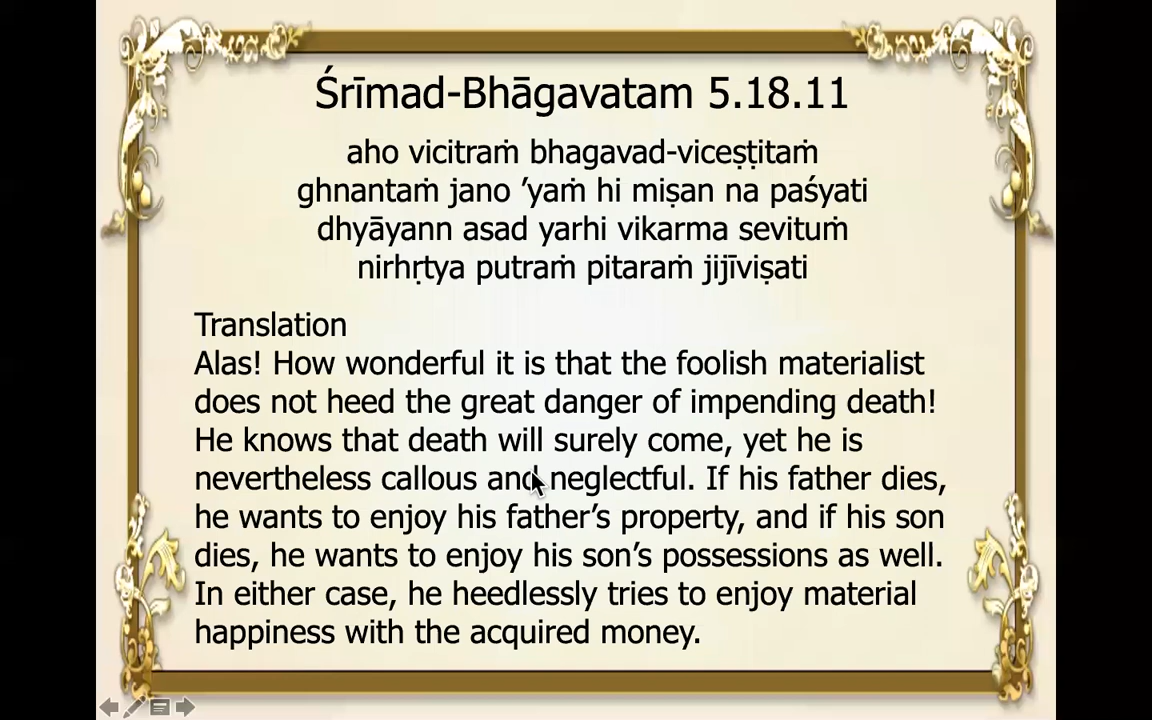 Śrīmad-Bhāgavatam 5.18.11
aho vicitraṁ bhagavad-viceṣṭitaṁ
ghnantaṁ jano ’yaṁ hi miṣan na paśyati
dhyāyann asad yarhi vikarma sevituṁ
nirhṛtya putraṁ pitaraṁ jijīviṣati
Translation
Alas! How wonderful it is that the foolish materialist
does not heed the great danger of impending death!
He knows that death will surely come, yet he is
nevertheless callous and neglectful. If his father dies,
he wants to enjoy his father’s property, and if his son
dies, he wants to enjoy his son’s possessions as well.
In either case, he heedlessly tries to enjoy material
happiness with the acquired money.